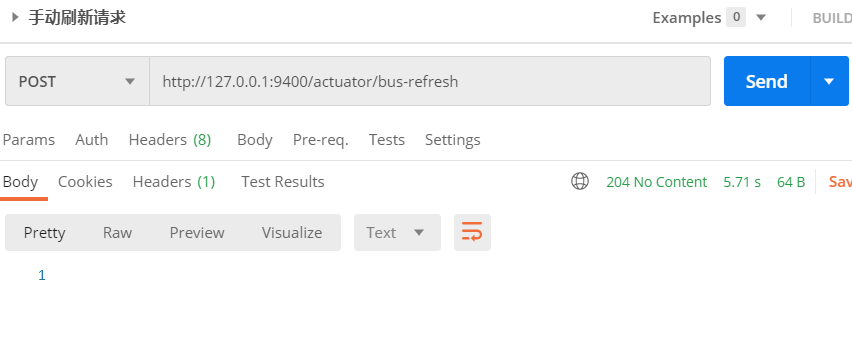 手动刷新请求 Examples 0 BUILD
POST http://127.0.0.1:9400/actuator/bus-refresh Send
Params Auth Headers (8) Body Pre-req. Tests Settings
Body Cookies Headers (1) Test Results 204 No Content 5.71 s 64 B Sav
Pretty Raw Preview Visualize Text
1